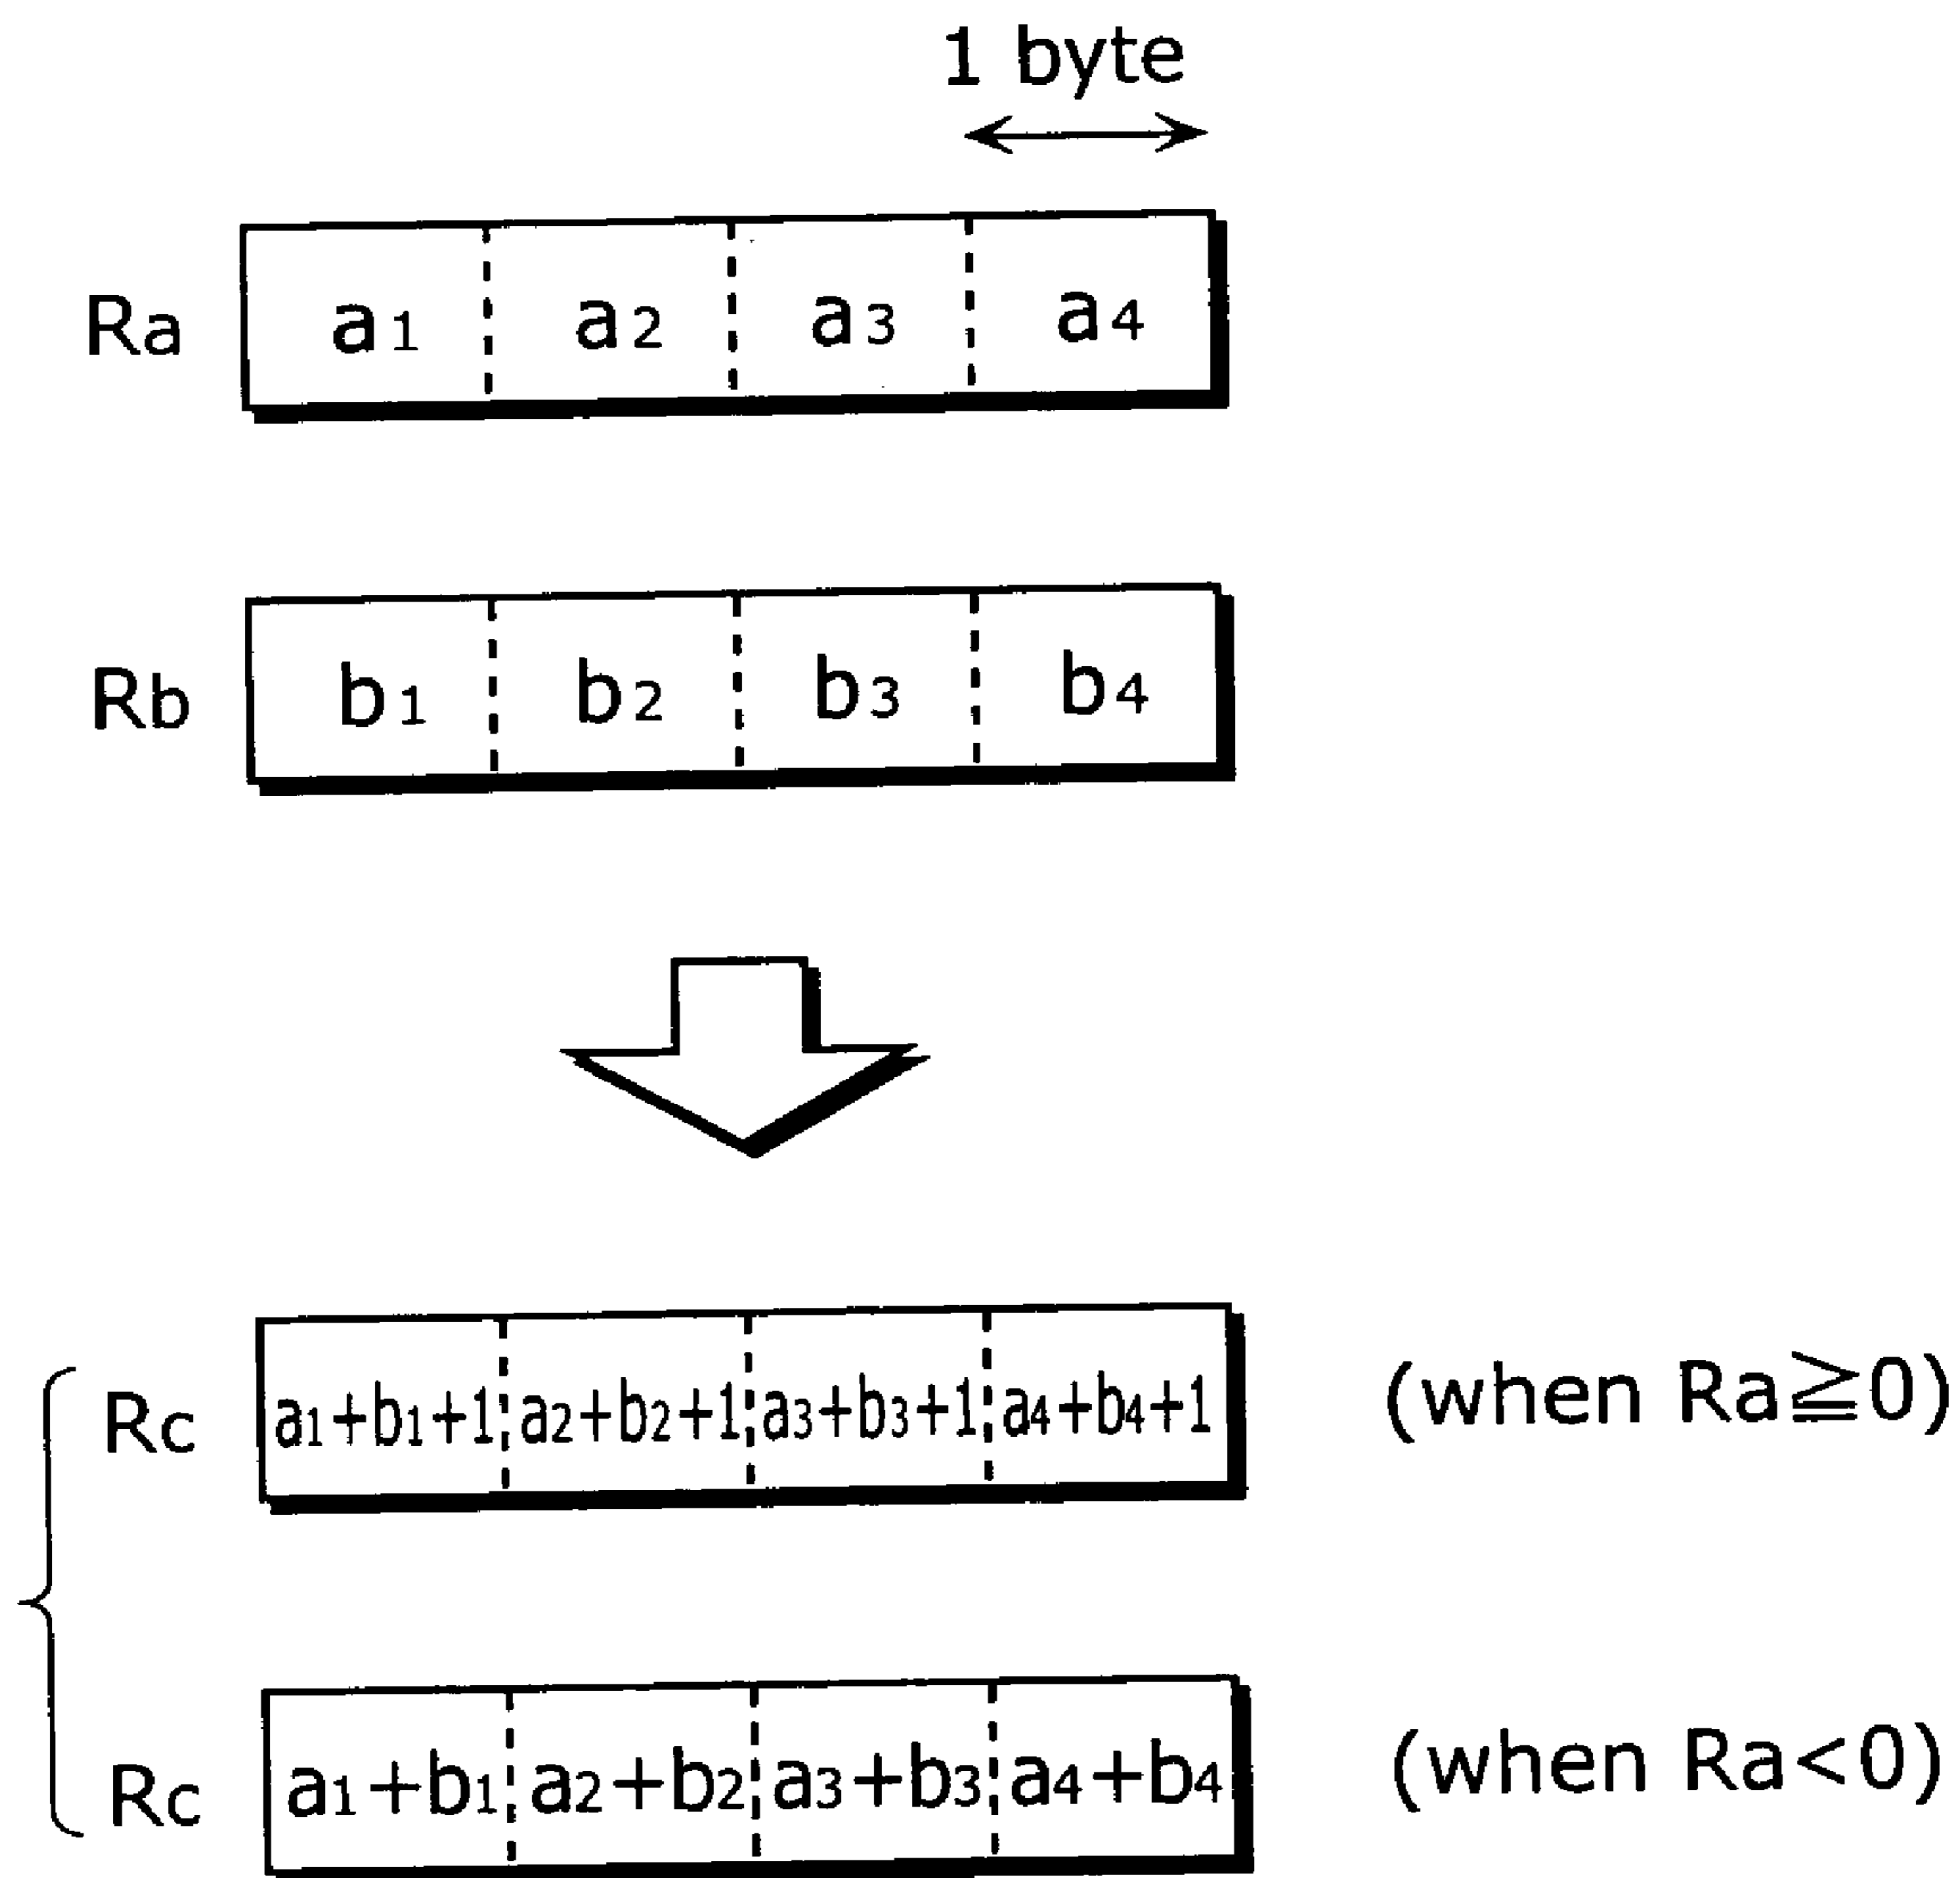 1 byte
Ra a1 a2 a3 a4
Rb b1 b2 b3 b4
Rc a1+b1+1 a2+b2+1 a3+b3+1 a4+b4+1 (when Ra≧0)
Rc a1+b1 a2+b2 a3+b3 a4+b4 (when Ra<0)